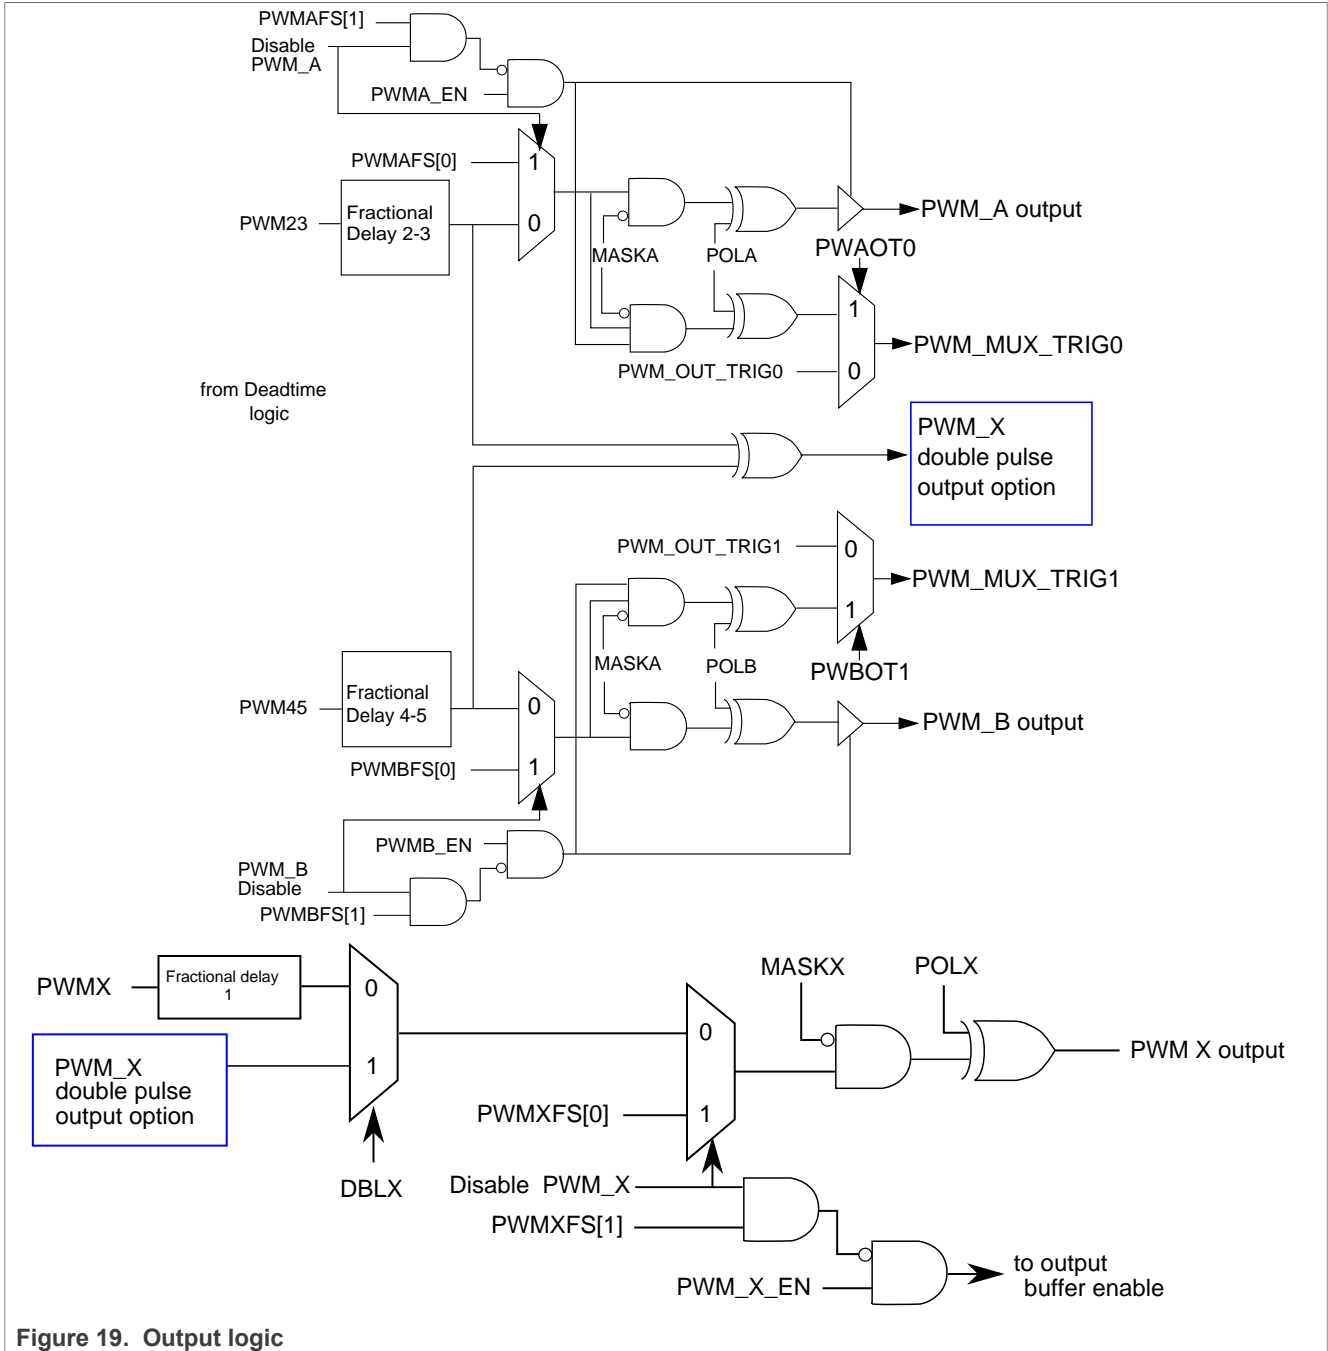 PWMAFS[1]
Disable
PWM_A
PWMA_EN
PWMAFS[0]
1
PWM23
Fractional
Delay 2-3
0
MASKA
POLA
PWM_A output
PWAOT0
1
PWM_MUX_TRIG0
PWM_OUT_TRIG0
0
from Deadtime
logic
PWM_X
double pulse
output option
PWM_OUT_TRIG1
0
PWM_MUX_TRIG1
1
MASKA
POLB
PWBOT1
PWM45
Fractional
Delay 4-5
0
PWM_B output
PWMBFS[0]
1
PWMB_EN
PWM_B
Disable
PWMBFS[1]
PWMX
Fractional delay
1
0
PWM_X
double pulse
output option
1
DBLX
0
PWMXFS[0]
1
MASKX
POLX
PWM X output
Disable PWM_X
PWMXFS[1]
PWM_X_EN
to output
buffer enable
Figure 19. Output logic